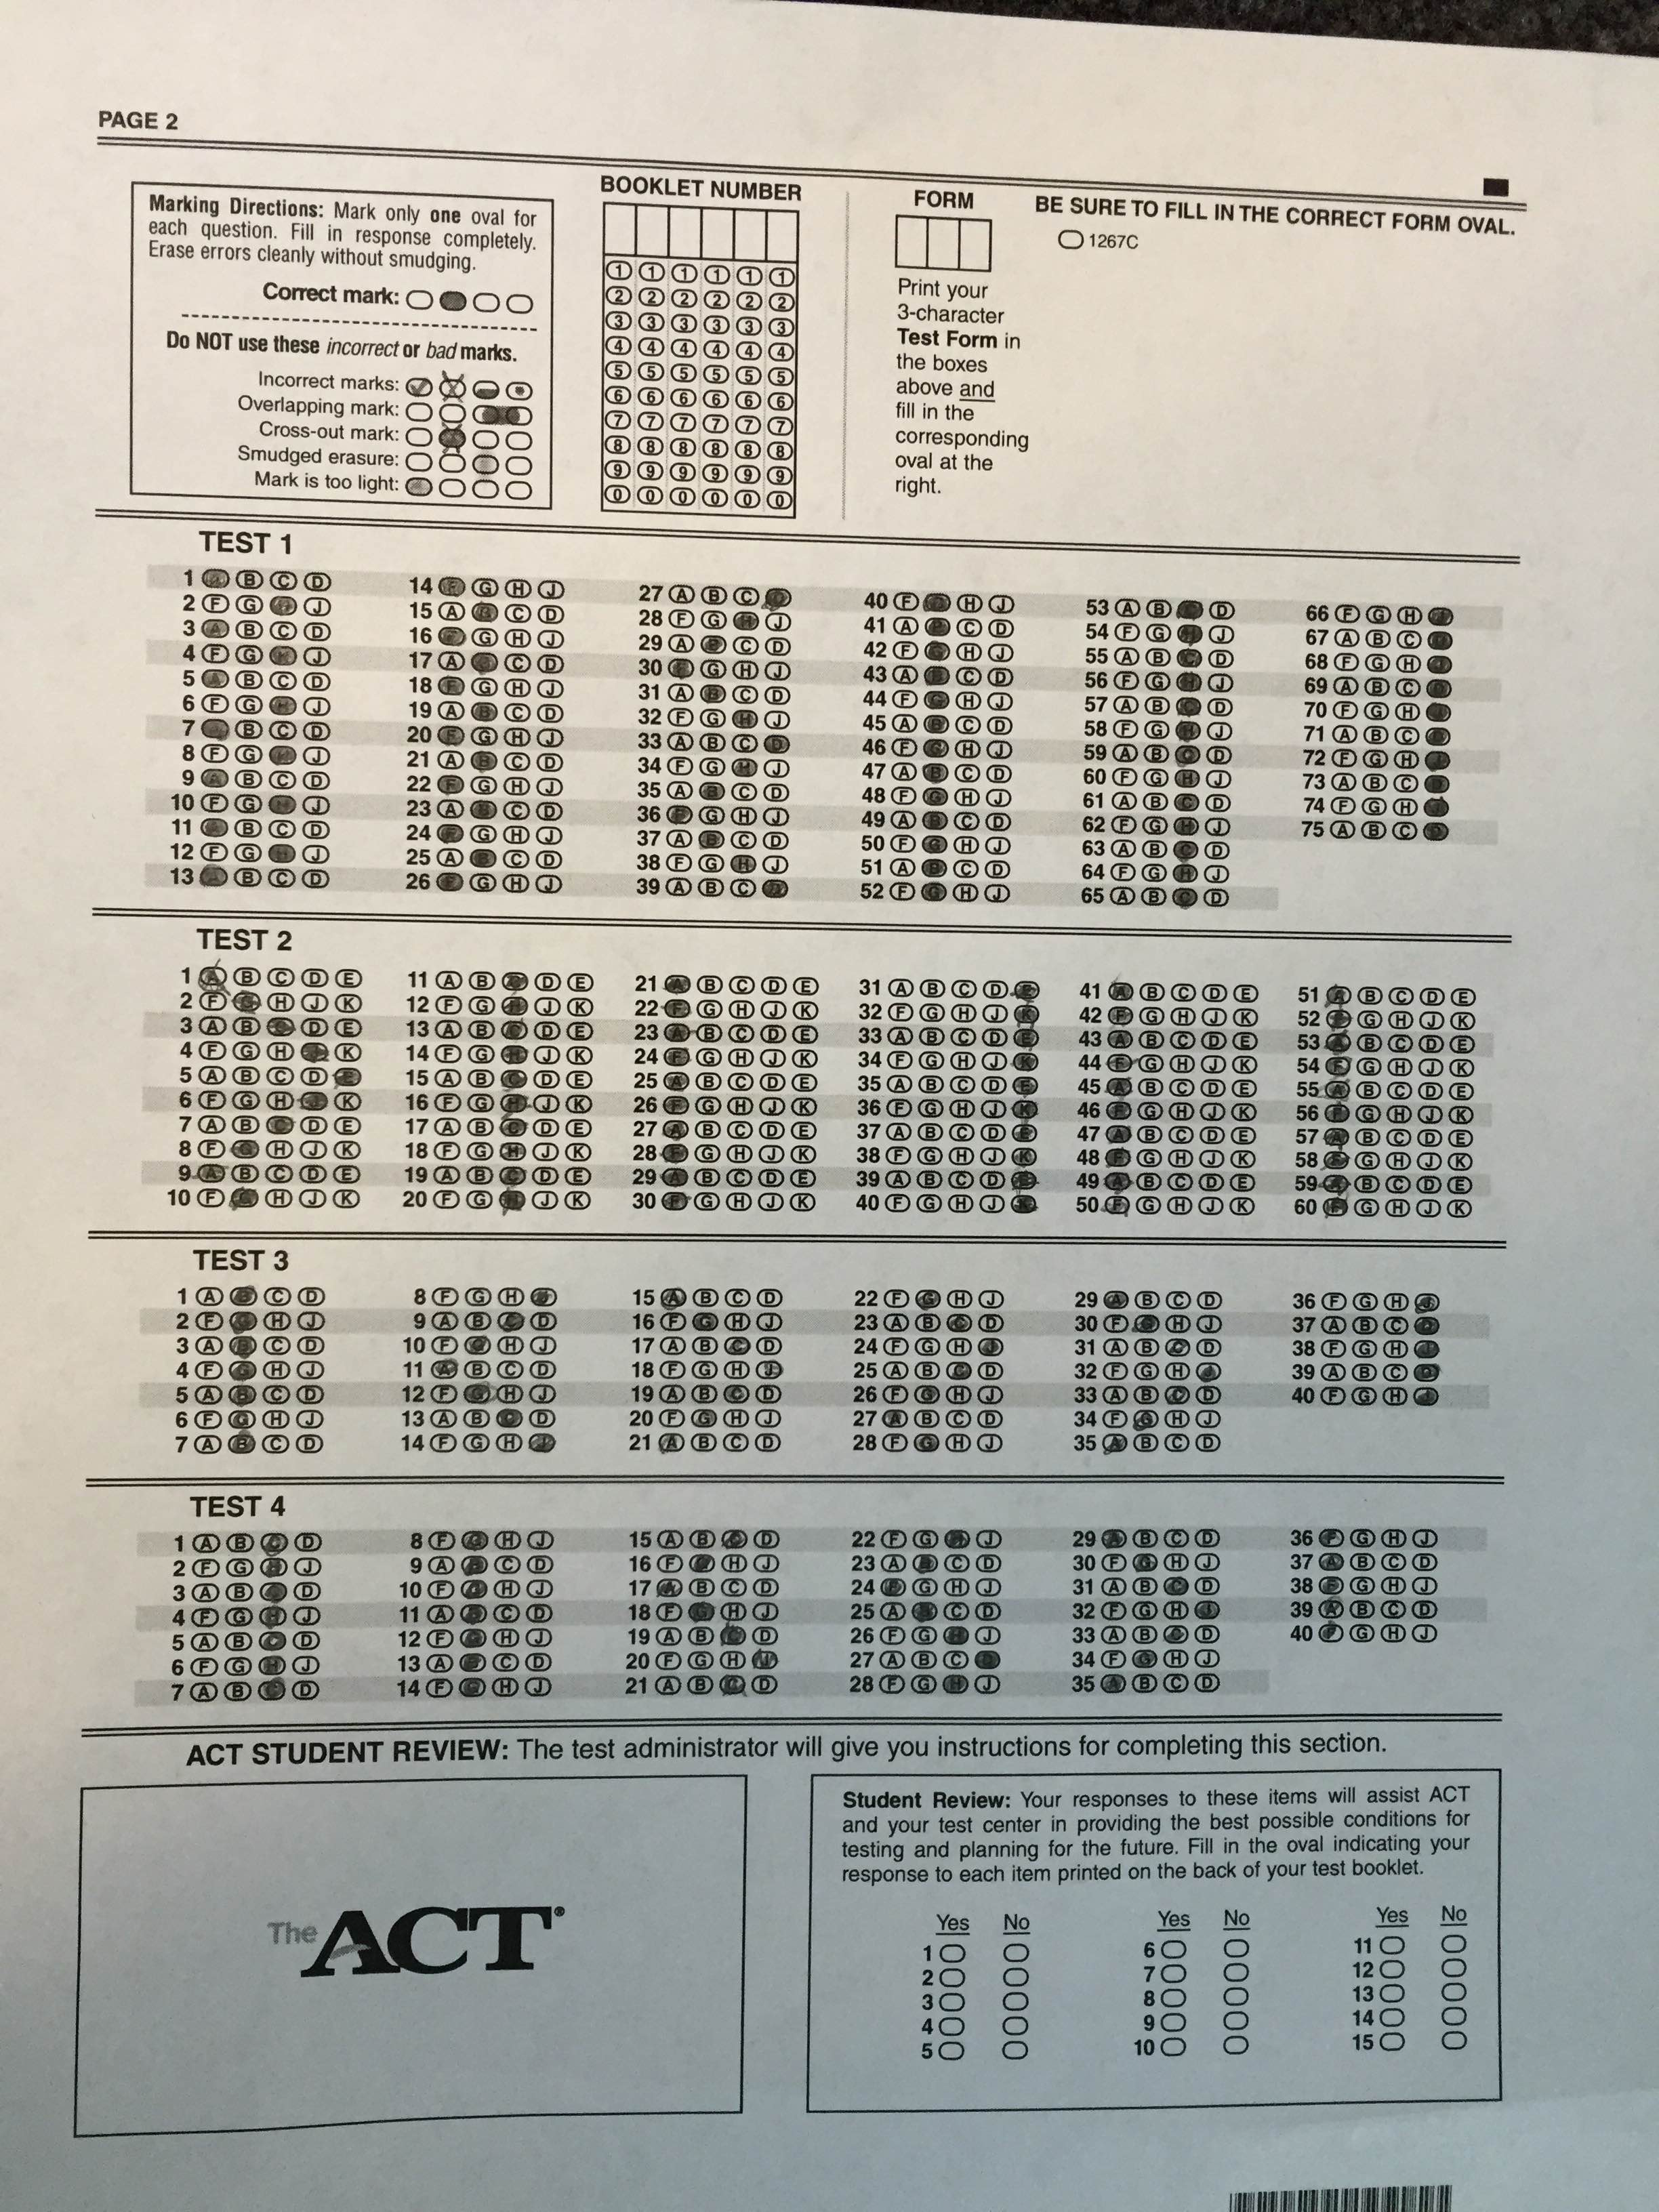 PAGE 2
Marking Directions: Mark only one oval for
each question. Fill in response completely.
Erase errors cleanly without smudging.
Correct mark:
Do NOT use these incorrect or bad marks.
Incorrect marks:
Overlapping mark:
Cross-out mark:
Smudged erasure:
Mark is too light:
BOOKLET NUMBER
1 1 1 1 1 1
2 2 2 2 2 2
3 3 3 3 3 3
4 4 4 4 4 4
5 5 5 5 5 5
6 6 6 6 6 6
7 7 7 7 7 7
8 8 8 8 8 8
9 9 9 9 9 9
0 0 0 0 0 0
FORM
Print your
3-character
Test Form in
the boxes
above and
fill in the
corresponding
oval at the
right.
BE SURE TO FILL IN THE CORRECT FORM OVAL.
1267C
TEST 1
1 B C D
2 F G J
3 B C D
4 F G J
5 B C D
6 F G J
7 B C D
8 F G J
9 B C D
10 F G J
11 B C D
12 F G J
13 B C D
14 G H J
15 A C D
16 G H J
17 A C D
18 G H J
19 A C D
20 G H J
21 A C D
22 G H J
23 A C D
24 G H J
25 A C D
26 G H J
27 A B C
28 F G J
29 A C D
30 G H J
31 A C D
32 F G J
33 A B C
34 F G J
35 A C D
36 G H J
37 A C D
38 F G J
39 A B C
40 F H J
41 A C D
42 F H J
43 A C D
44 F H J
45 A C D
46 F H J
47 A C D
48 F H J
49 A C D
50 F H J
51 A C D
52 F H J
53 A B D
54 F G J
55 A B D
56 F G J
57 A B D
58 F G J
59 A B D
60 F G J
61 A B D
62 F G J
63 A B D
64 F G J
65 A B D
66 F G H
67 A B C
68 F G H
69 A B C
70 F G H
71 A B C
72 F G H
73 A B C
74 F G H
75 A B C
TEST 2
1 A B C D E
2 F H J K
3 A B D E
4 F G H K
5 A B C D
6 F G H K
7 A B D E
8 F H J K
9 B C D E
10 F H J K
11 A B D E
12 F G J K
13 A B D E
14 F G J K
15 A B D E
16 F G J K
17 A B D E
18 F G J K
19 A B D E
20 F G J K
21 B C D E
22 G H J K
23 B C D E
24 G H J K
25 B C D E
26 G H J K
27 B C D E
28 G H J K
29 B C D E
30 G H J K
31 A B C D
32 F G H J
33 A B C D
34 F G H J
35 A B C D
36 F G H J
37 A B C D
38 F G H J
39 A B C D
40 F G H J
41 B C D E
42 G H J K
43 B C D E
44 G H J K
45 B C D E
46 G H J K
47 B C D E
48 G H J K
49 B C D E
50 G H J K
51 B C D E
52 G H J K
53 B C D E
54 G H J K
55 B C D E
56 G H J K
57 B C D E
58 G H J K
59 B C D E
60 G H J K
TEST 3
1 A C D
2 F H J
3 A C D
4 F H J
5 A C D
6 F H J
7 A C D
8 F G H
9 A B D
10 F H J
11 B C D
12 F H J
13 A B D
14 F G H
15 B C D
16 F H J
17 A B D
18 F G H
19 A B D
20 F H J
21 B C D
22 F H J
23 A B D
24 F G H
25 A B D
26 F H J
27 B C D
28 F H J
29 B C D
30 F H J
31 A B D
32 F G H
33 A B D
34 F H J
35 B C D
36 F G H
37 A B C
38 F G H
39 A B C
40 F G H
TEST 4
1 A B D
2 F G J
3 A B D
4 F G J
5 A B D
6 F G J
7 A B D
8 F H J
9 A C D
10 F H J
11 A C D
12 F H J
13 A C D
14 F H J
15 A B D
16 F H J
17 B C D
18 F H J
19 A B D
20 F G H
21 A B D
22 F G J
23 A C D
24 G H J
25 A C D
26 F G J
27 A B C
28 F G J
29 B C D
30 F H J
31 A B D
32 F G H
33 A B D
34 F H J
35 B C D
36 G H J
37 B C D
38 G H J
39 B C D
40 G H J
ACT STUDENT REVIEW: The test administrator will give you instructions for completing this section.
The ACT®
Student Review: Your responses to these items will assist ACT
and your test center in providing the best possible conditions for
testing and planning for the future. Fill in the oval indicating your
response to each item printed on the back of your test booklet.
Yes No
1
2
3
4
5
Yes No
6
7
8
9
10
Yes No
11
12
13
14
15